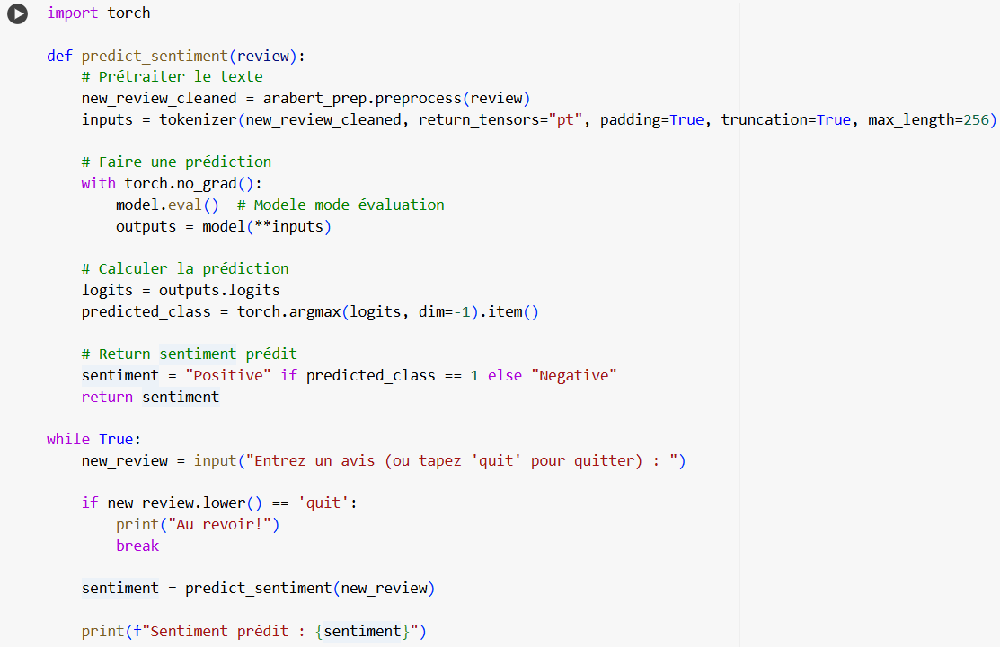 import torch
def predict_sentiment(review):
    # Prétraiter le texte
    new_review_cleaned = arabert_prep.preprocess(review)
    inputs = tokenizer(new_review_cleaned, return_tensors="pt", padding=True, truncation=True, max_length=256)
    # Faire une prédiction
    with torch.no_grad():
        model.eval()  # Modele mode évaluation
        outputs = model(**inputs)
    # Calculer la prédiction
    logits = outputs.logits
    predicted_class = torch.argmax(logits, dim=-1).item()
    # Return sentiment prédit
    sentiment = "Positive" if predicted_class == 1 else "Negative"
    return sentiment
while True:
    new_review = input("Entrez un avis (ou tapez 'quit' pour quitter) : ")
    if new_review.lower() == 'quit':
        print("Au revoir!")
        break
    sentiment = predict_sentiment(new_review)
    print(f"Sentiment prédit : {sentiment}")